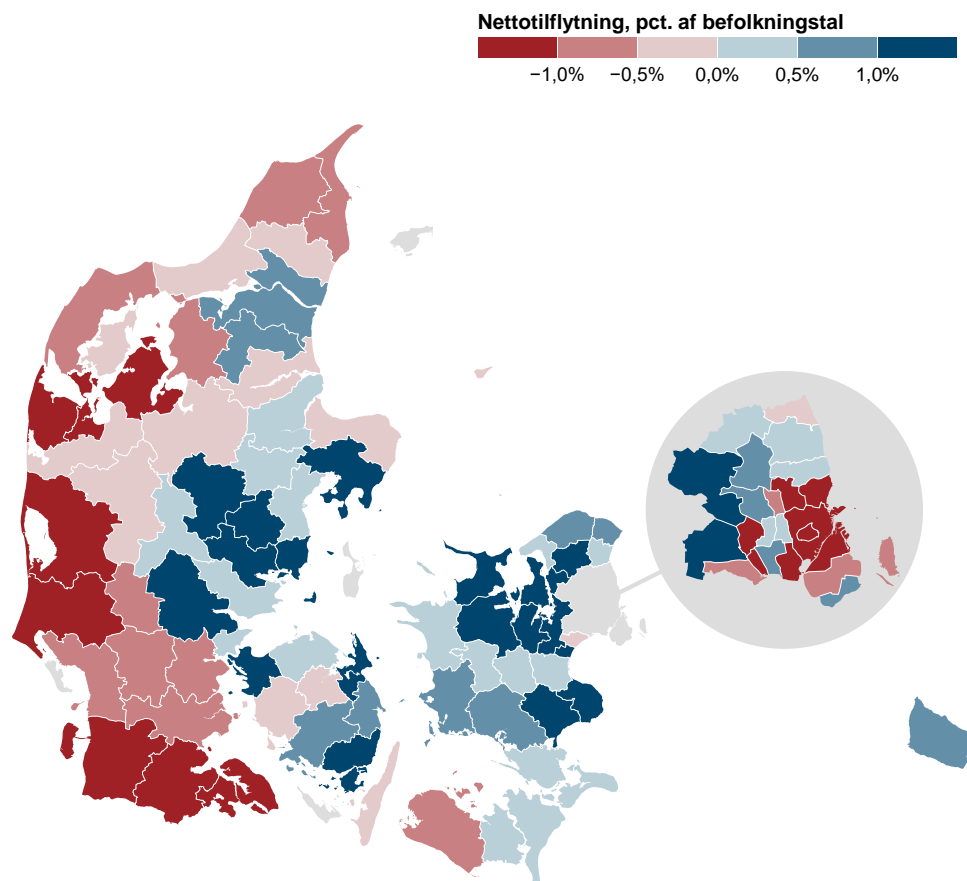 Nettotilflytning, pct. af befolkningstal
−1,0% −0,5% 0,0% 0,5% 1,0%